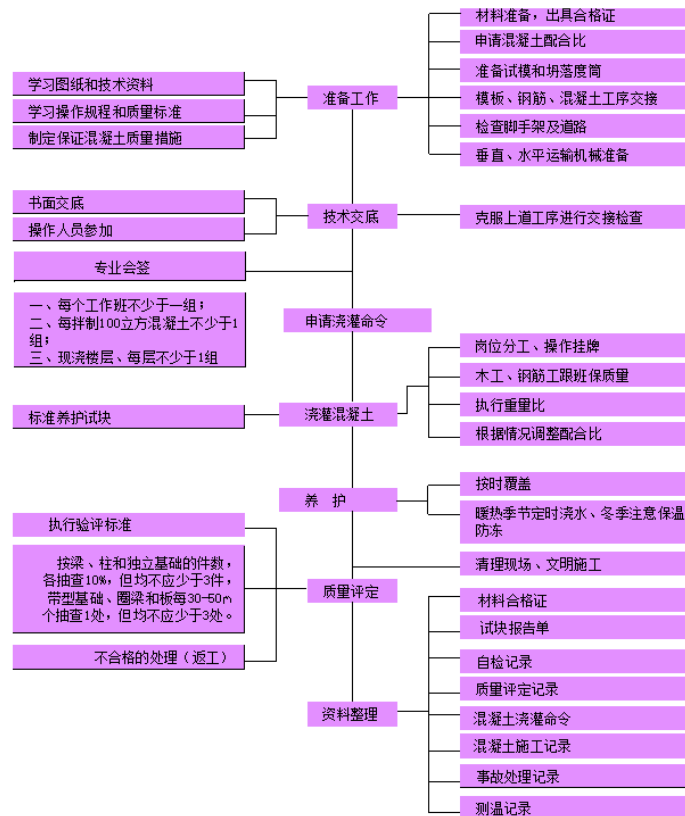 材料准备，出具合格证
申请混凝土配合比
准备试模和坍落度筒
模板、钢筋、混凝土工序交接
检查脚手架及道路
垂直、水平运输机械准备
学习图纸和技术资料
学习操作规程和质量标准
制定保证混凝土质量措施
准备工作
书面交底
操作人员参加
技术交底
克服上道工序进行交接检查
专业会签
一、每个工作班不少于一组；
二、每拌制100立方混凝土不少于1
组；
三、现浇楼层、每层不少于1组
申请浇灌命令
岗位分工、操作挂牌
木工、钢筋工跟班保质量
执行重量比
根据情况调整配合比
标准养护试块
浇灌混凝土
养 护
按时覆盖
暖热季节定时浇水、冬季注意保温
防冻
清理现场、文明施工
执行验评标准
按梁、柱和独立基础的件数，
各抽查10%，但均不应少于3件，
带型基础、圈梁和板每30-50m
个抽查1处，但均不应少于3处。
不合格的处理（返工）
质量评定
资料整理
材料合格证
试块报告单
自检记录
质量评定记录
混凝土浇灌命令
混凝土施工记录
事故处理记录
测温记录